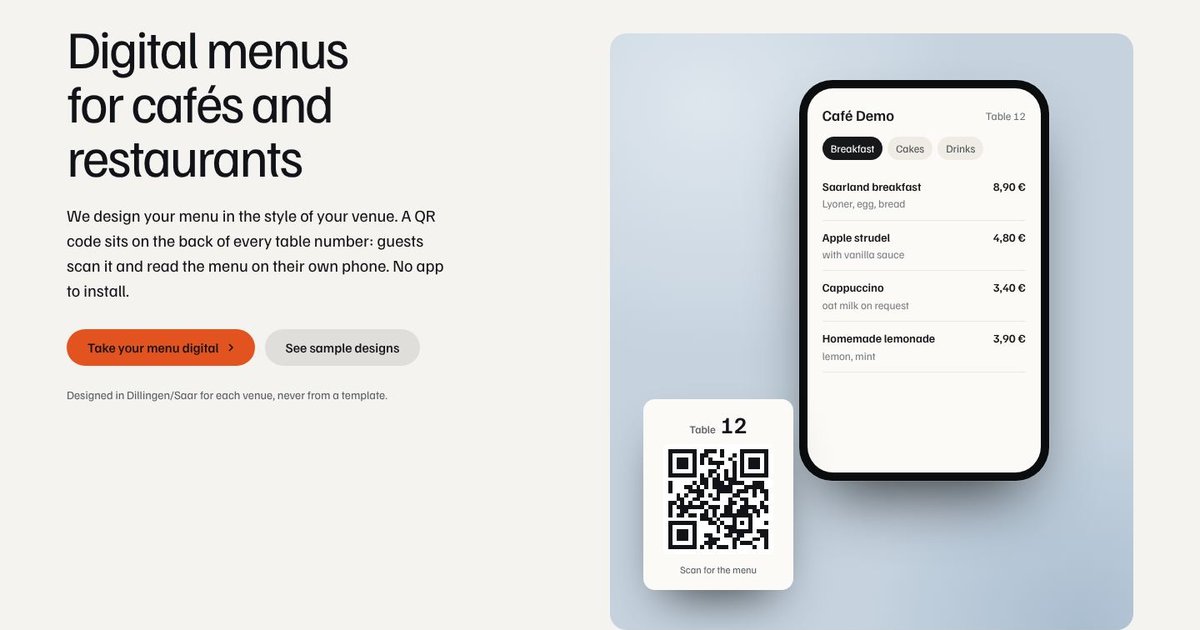 Digital menus
for cafés and
restaurants
We design your menu in the style of your venue. A QR
code sits on the back of every table number: guests
scan it and read the menu on their own phone. No app
to install.
Take your menu digital
See sample designs
Designed in Dillingen/Saar for each venue, never from a template.
Café Demo
Table 12
Breakfast
Cakes
Drinks
Saarland breakfast 8,90 €
Lyoner, egg, bread
Apple strudel 4,80 €
with vanilla sauce
Cappuccino 3,40 €
oat milk on request
Homemade lemonade 3,90 €
lemon, mint
Table 12
Scan for the menu